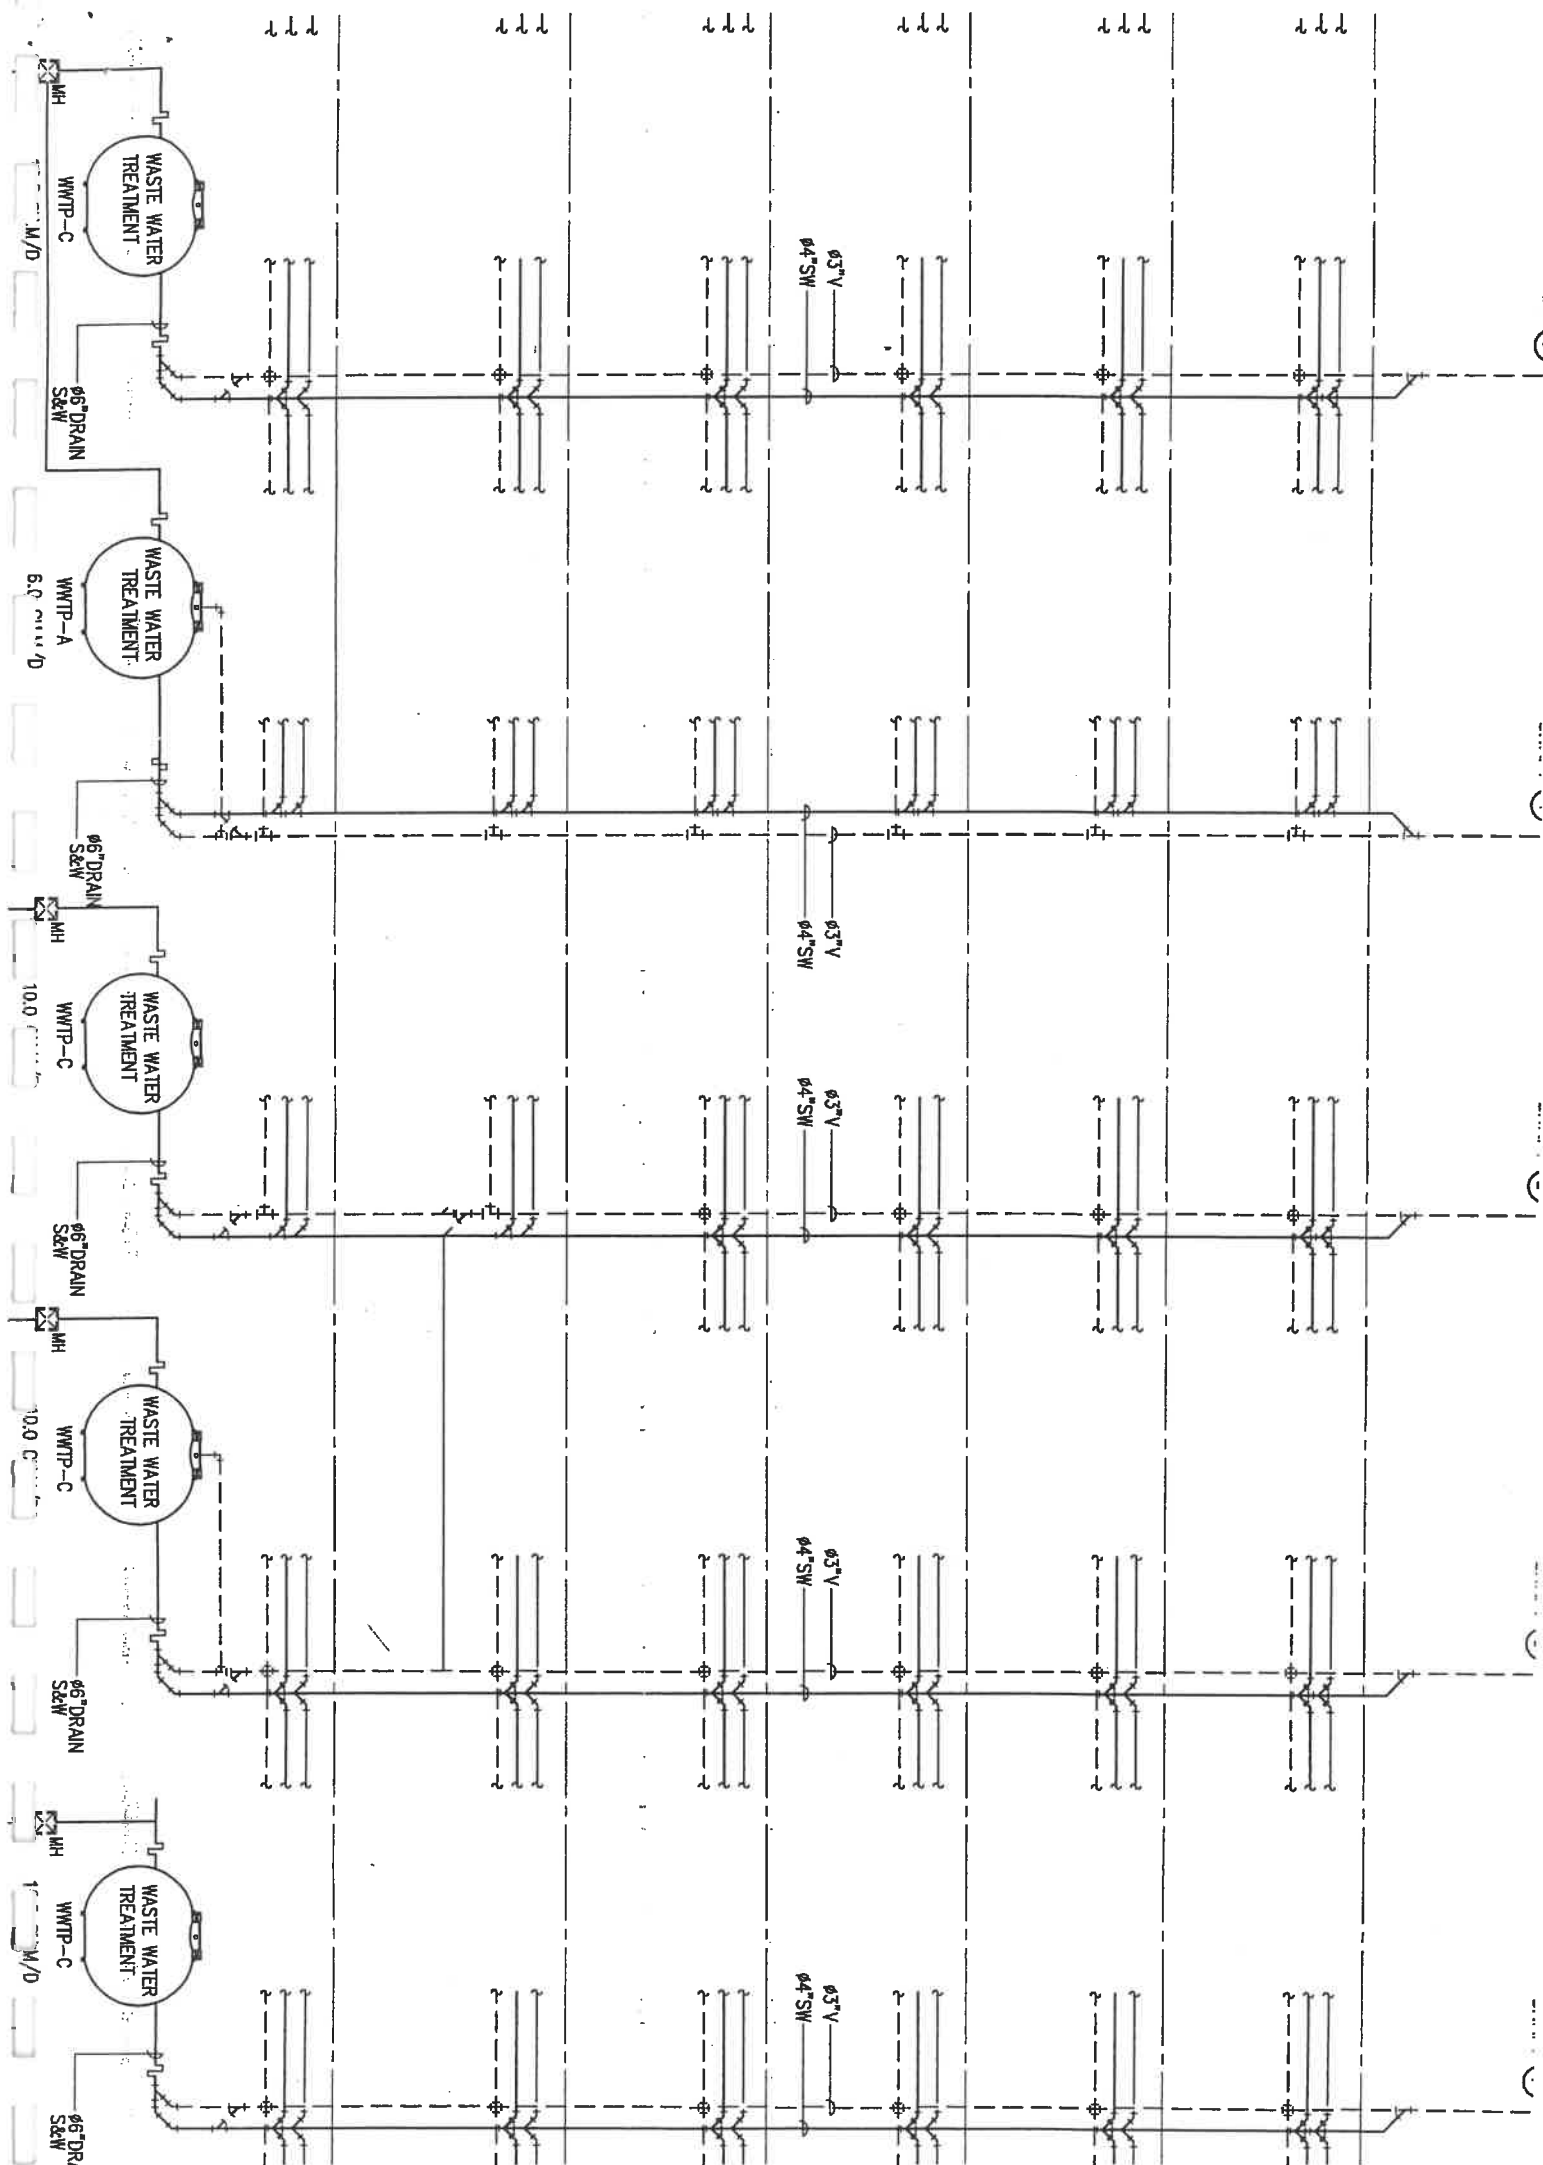 ø3"V
ø4"SW
ø3"V
ø4"SW
ø3"V
ø4"SW
ø3"V
ø4"SW
ø3"V
ø4"SW
MH
WASTE WATER
TREATMENT
WWTP-C
M/D
ø6"DRAIN
S&W
WASTE WATER
TREATMENT
WWTP-A
ø6"DRAIN
S&W
MH
WASTE WATER
TREATMENT
WWTP-C
10.0
ø6"DRAIN
S&W
MH
WASTE WATER
TREATMENT
WWTP-C
10.0
ø6"DRAIN
S&W
MH
WASTE WATER
TREATMENT
WWTP-C
M/D
S&W